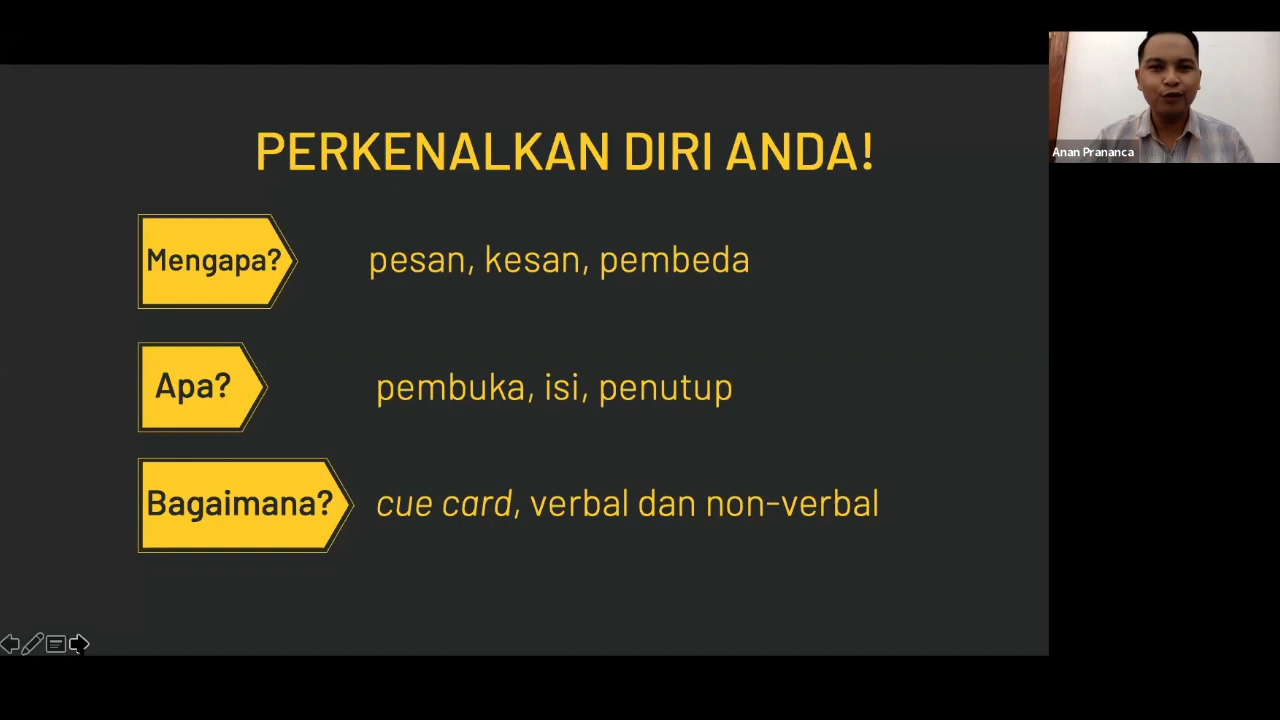 PERKENALKAN DIRI ANDA!
Mengapa?
pesan, kesan, pembeda
Apa?
pembuka, isi, penutup
Bagaimana?
cue card, verbal dan non-verbal
Anan Prananca